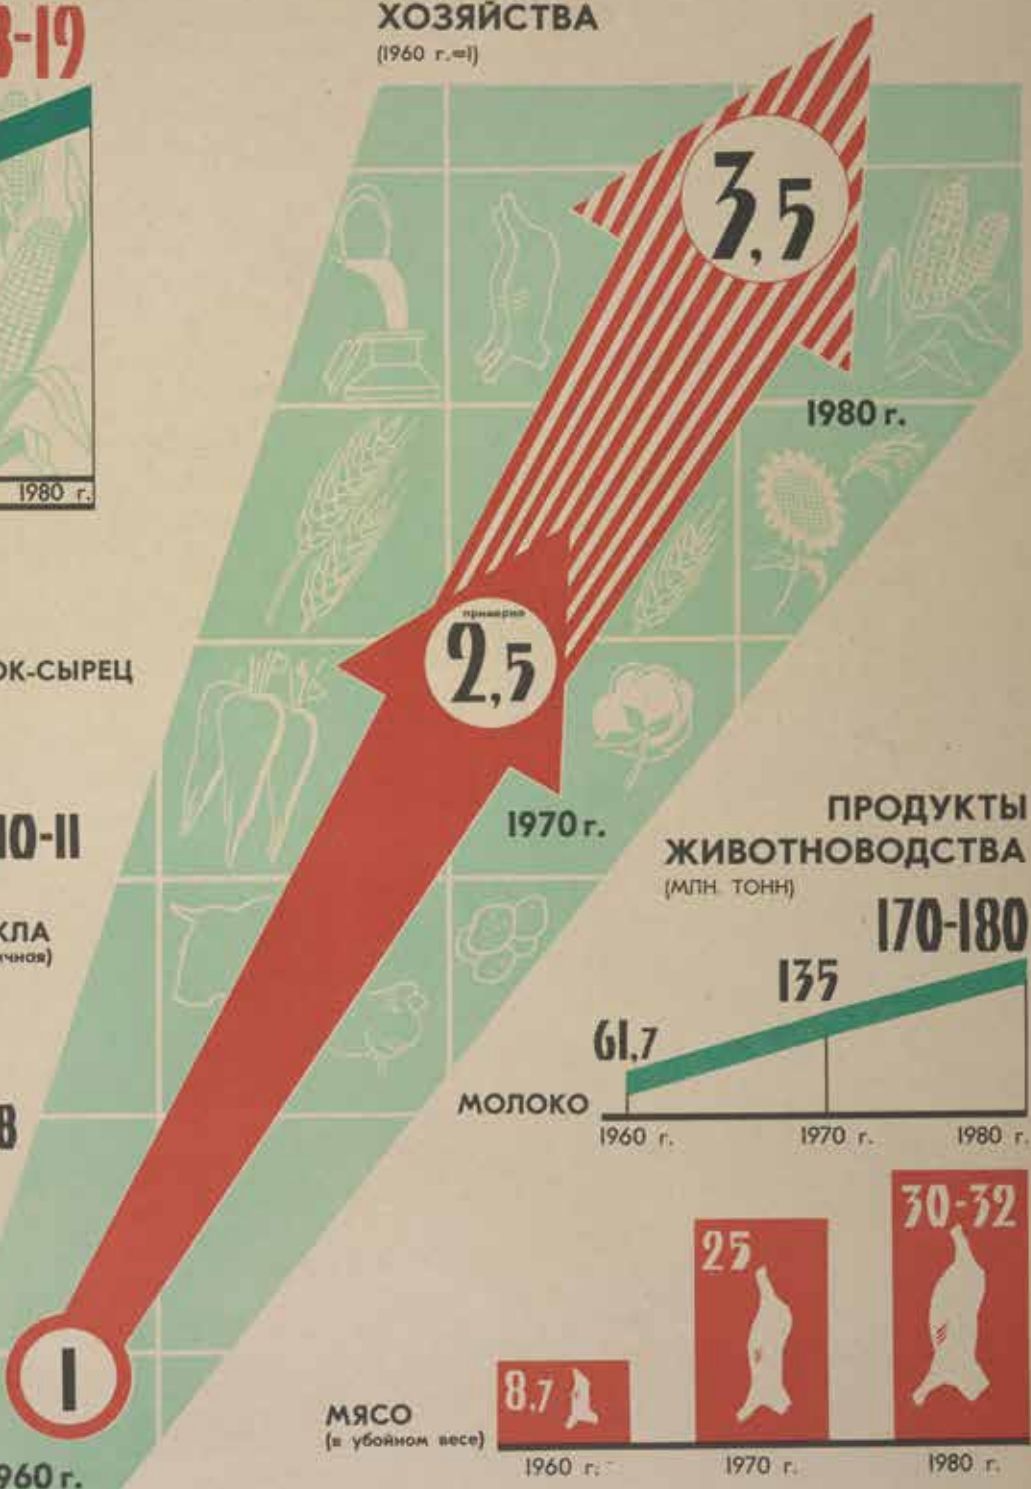 8-19
1980 г.
ОК-СЫРЕЦ
10-11
КЛА
чная)
8
ХОЗЯЙСТВА
(1960 г.=1)
3,5
1980 г.
примерно
2,5
1970 г.
1
960 г.
ПРОДУКТЫ
ЖИВОТНОВОДСТВА
(МЛН. ТОНН)
170-180
135
61,7
МОЛОКО
1960 г. 1970 г. 1980 г.
30-32
25
8.7
МЯСО
(в убойном весе)
1960 г. 1970 г. 1980 г.